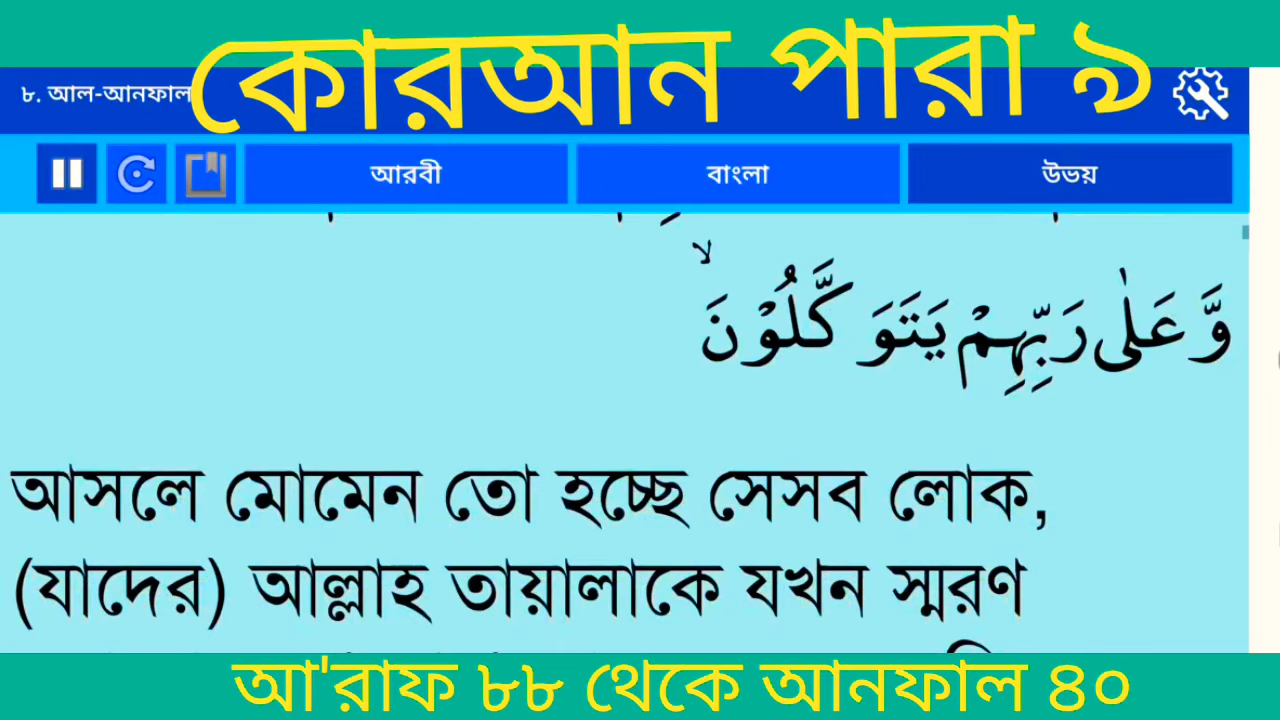 কোরআন পারা ৯
৮. আল-আনফাল
আরবী বাংলা উভয়
وَّعَلٰى رَبِّهِمْ يَتَوَكَّلُوْنَ ۙ
আসলে মোমেন তো হচ্ছে সেসব লোক,
(যাদের) আল্লাহ তায়ালাকে যখন স্মরণ
আ'রাফ ৮৮ থেকে আনফাল ৪০